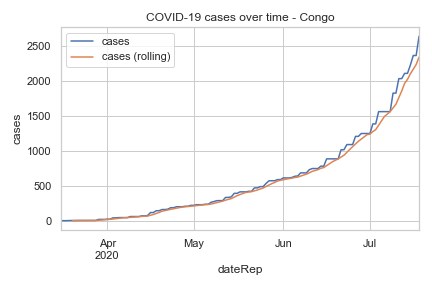 COVID-19 cases over time - Congo
cases
cases (rolling)
2500
2000
1500
1000
500
0
cases
Apr
2020
May
Jun
Jul
dateRep